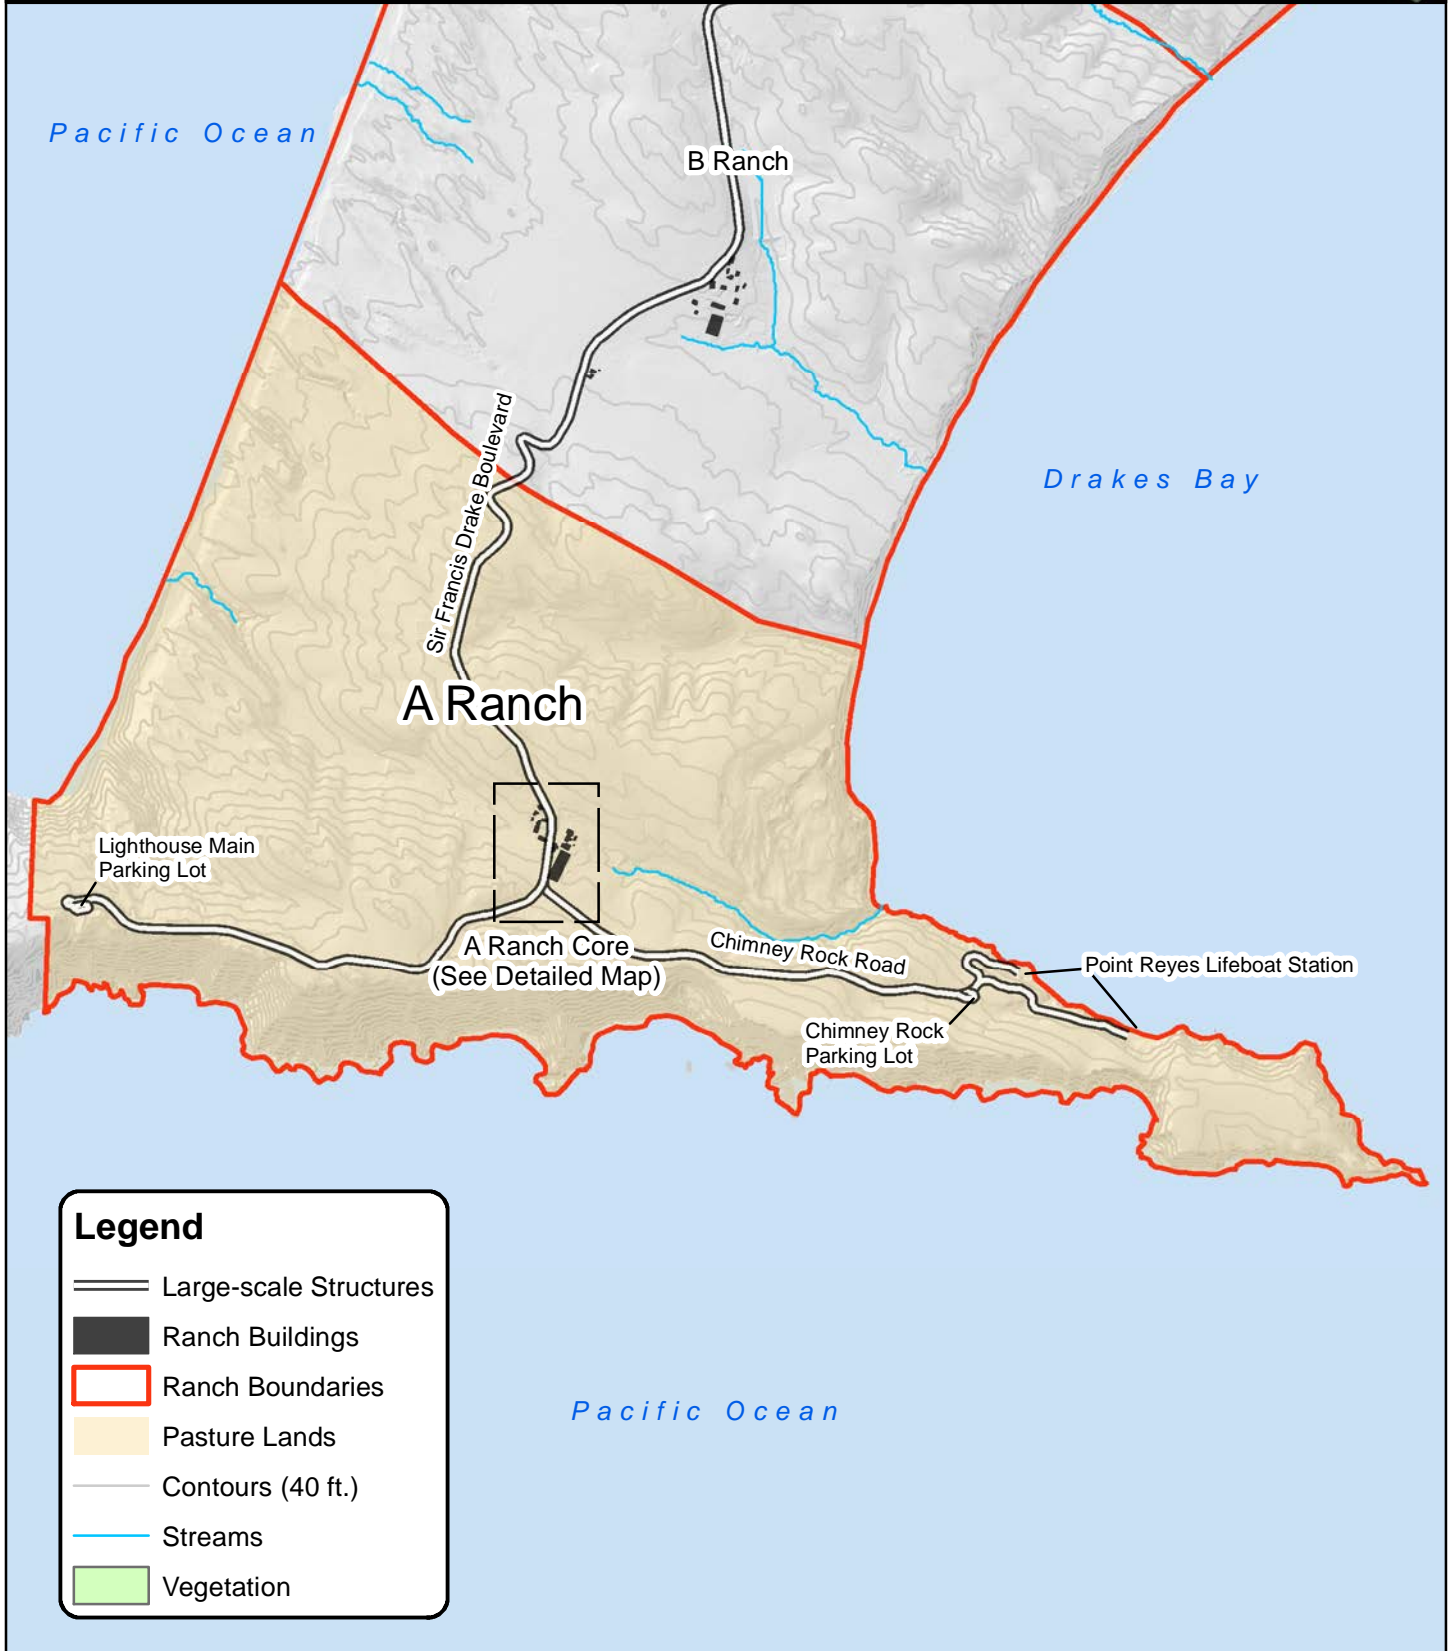 Pacific Ocean
B Ranch
Sir Francis Drake Boulevard
Drakes Bay
A Ranch
Lighthouse Main
Parking Lot
A Ranch Core
(See Detailed Map)
Chimney Rock Road
Point Reyes Lifeboat Station
Chimney Rock
Parking Lot
Legend
Large-scale Structures
Ranch Buildings
Ranch Boundaries
Pasture Lands
Contours (40 ft.)
Streams
Vegetation
Pacific Ocean